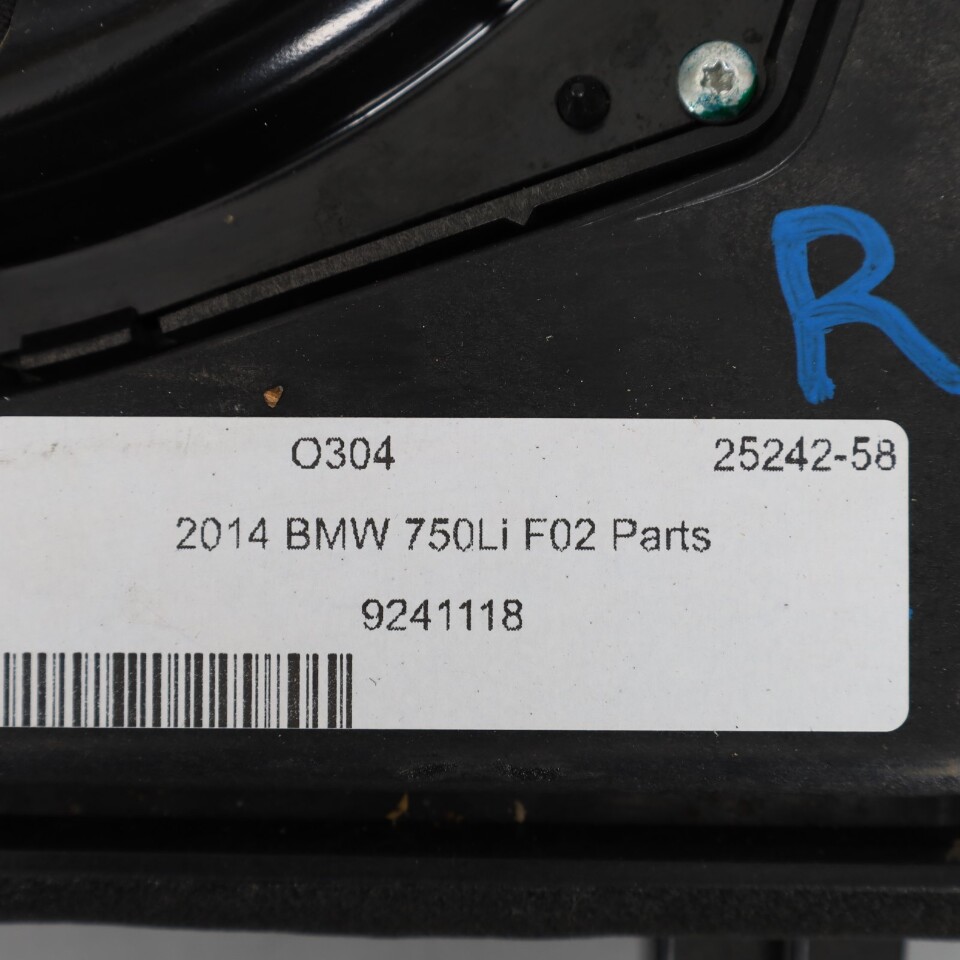 R
O304 25242-58
2014 BMW 750Li F02 Parts
9241118